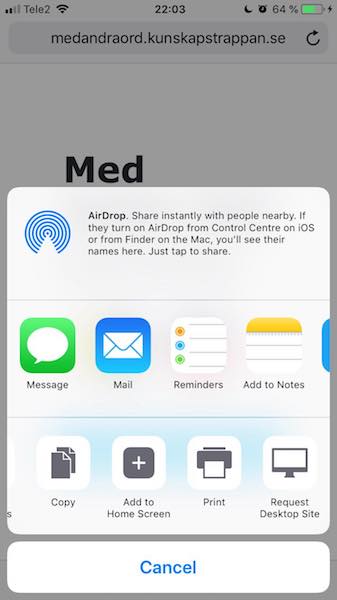 Tele2 22:03 64 %
medandraord.kunskapstrappan.se
Med
AirDrop. Share instantly with people nearby. If
they turn on AirDrop from Control Centre on iOS
or from Finder on the Mac, you'll see their
names here. Just tap to share.
Message Mail Reminders Add to Notes
s Copy Add to Print Request
Home Screen Desktop Site
Cancel